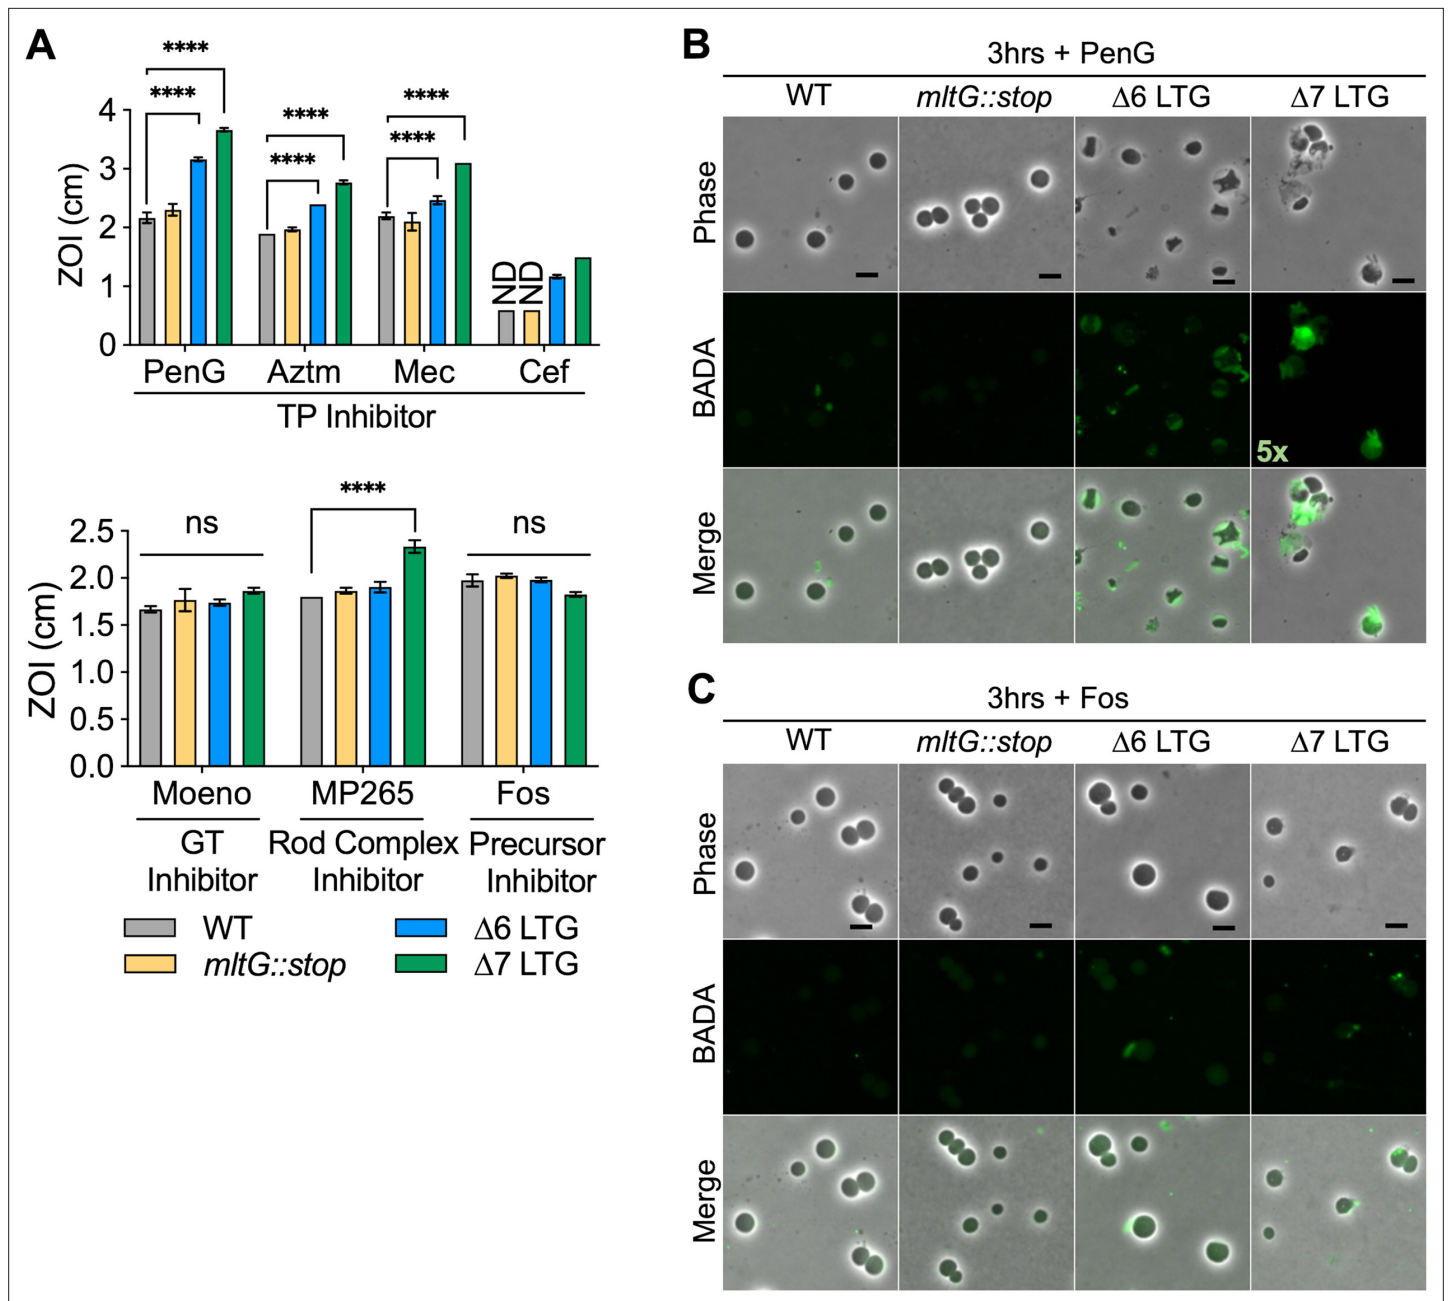 A
****
****
****
****
****
****
ZOI (cm)
4
3
2
1
0
ND
ND
PenG
Aztm
Mec
Cef
TP Inhibitor
ZOI (cm)
2.5
2.0
1.5
1.0
0.5
0.0
ns
****
ns
Moeno
MP265
Fos
GT
Inhibitor
Rod Complex
Inhibitor
Precursor
Inhibitor
WT
Δ6 LTG
mltG::stop
Δ7 LTG
B
3hrs + PenG
WT
mltG::stop
Δ6 LTG
Δ7 LTG
Phase
BADA
5x
Merge
C
3hrs + Fos
WT
mltG::stop
Δ6 LTG
Δ7 LTG
Phase
BADA
Merge